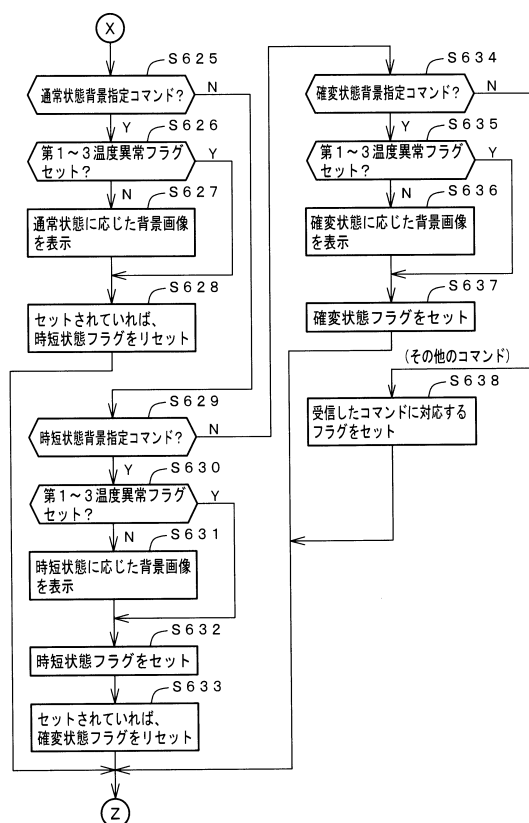 X
S625
通常状態背景指定コマンド?
N
Y
S626
第1~3温度異常フラグ
セット?
Y
N
S627
通常状態に応じた背景画像
を表示
S628
セットされていれば、
時短状態フラグをリセット
S629
時短状態背景指定コマンド?
N
Y
S630
第1~3温度異常フラグ
セット?
Y
N
S631
時短状態に応じた背景画像
を表示
S632
時短状態フラグをセット
S633
セットされていれば、
確変状態フラグをリセット
Z
S634
確変状態背景指定コマンド?
N
Y
S635
第1~3温度異常フラグ
セット?
Y
N
S636
確変状態に応じた背景画像
を表示
S637
確変状態フラグをセット
(その他のコマンド)
S638
受信したコマンドに対応する
フラグをセット